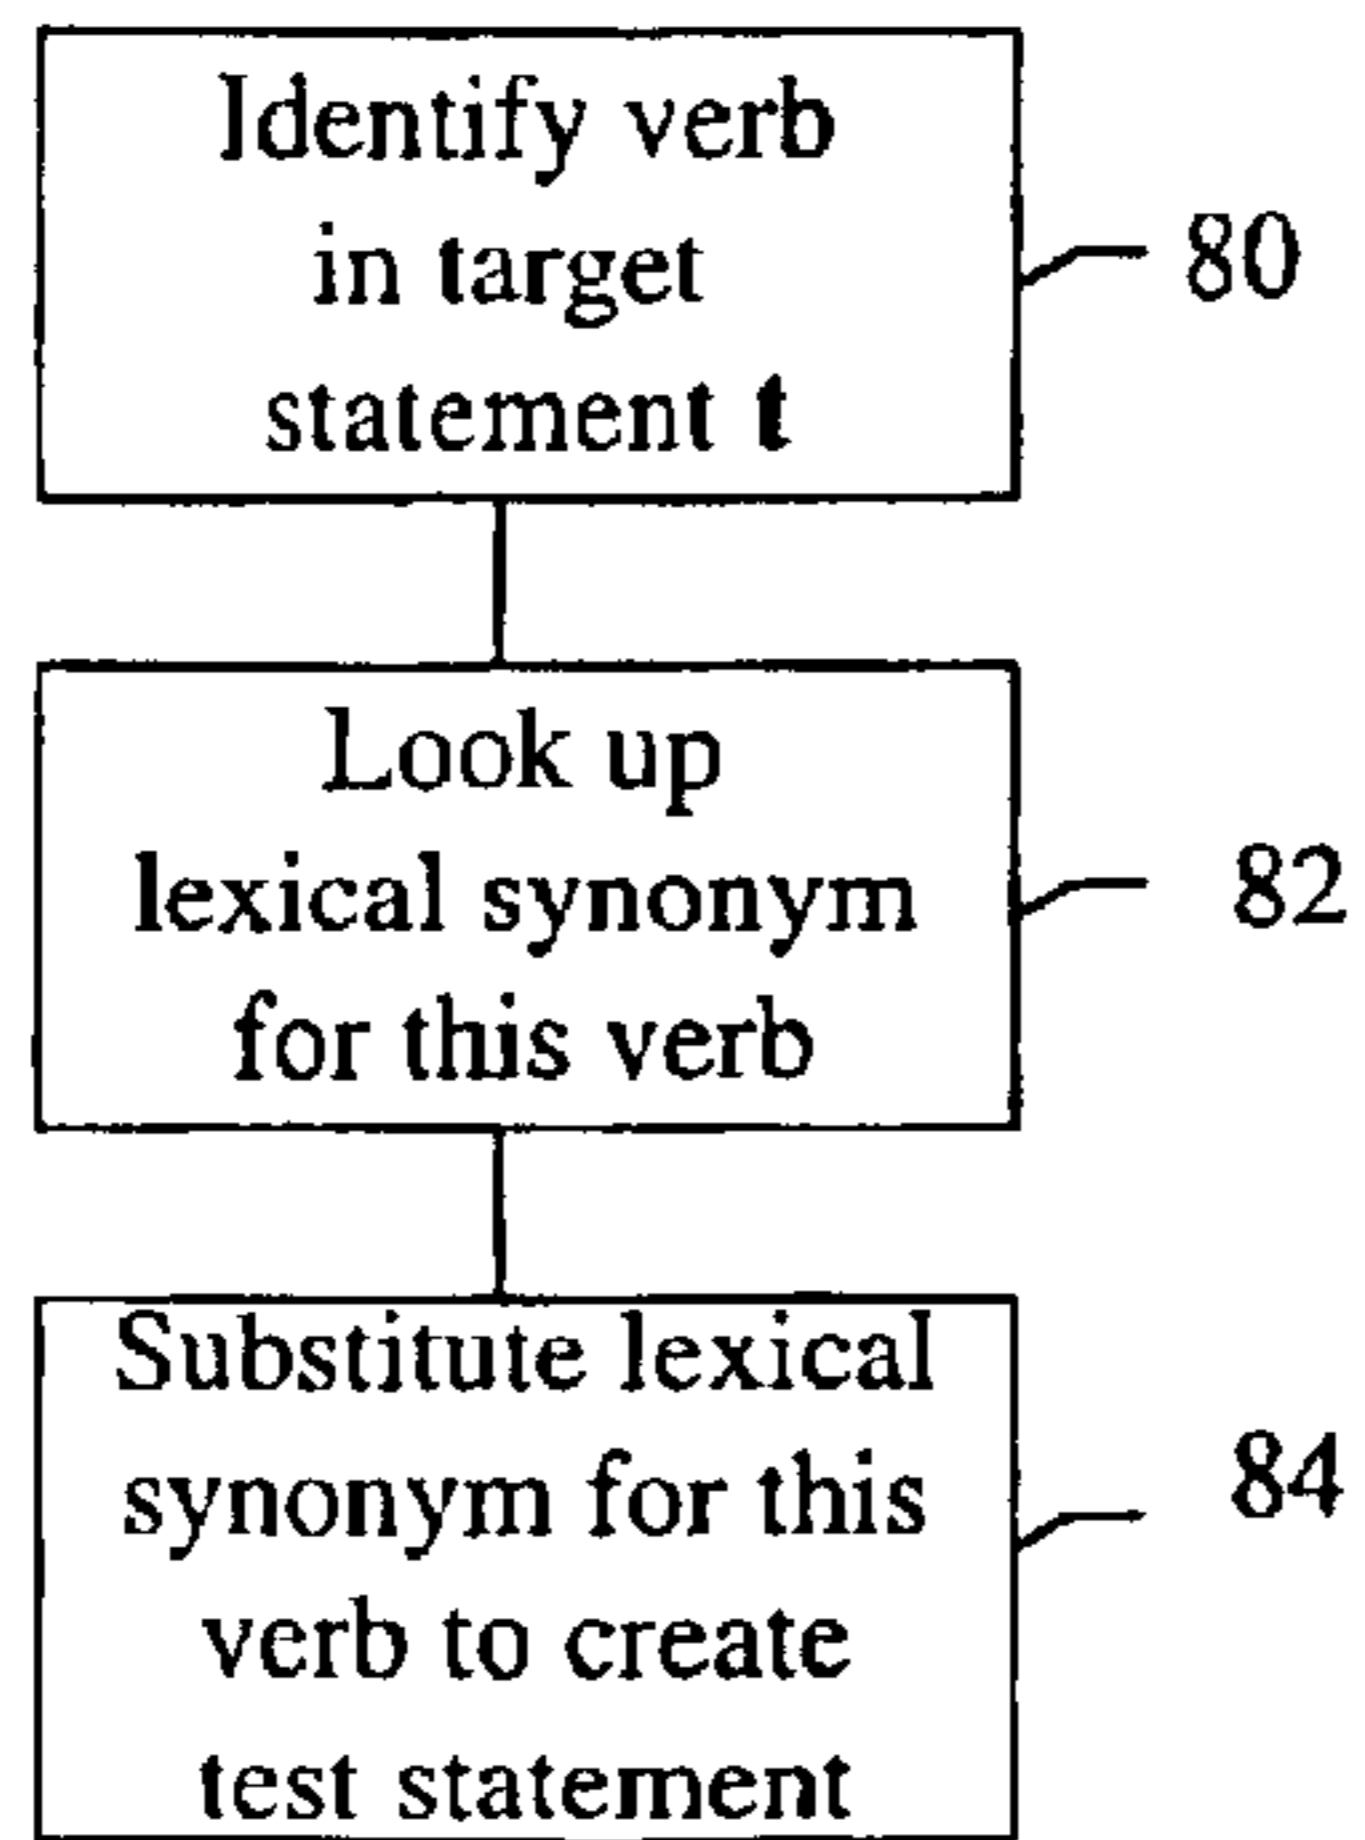 Identify verb
in target
statement t
80
Look up
lexical synonym
for this verb
82
Substitute lexical
synonym for this
verb to create
test statement
84